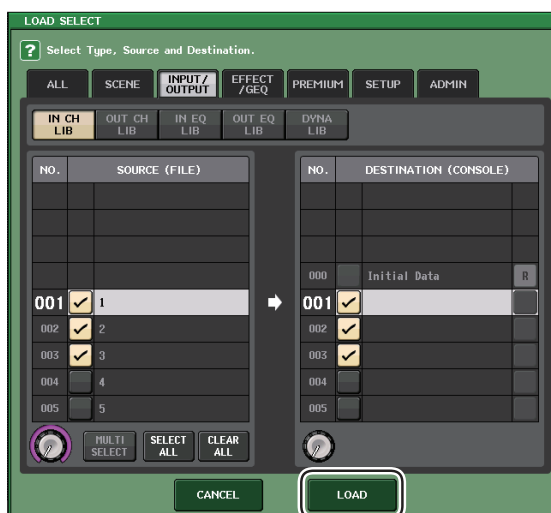 LOAD SELECT
? Select Type, Source and Destination.
ALL SCENE INPUT/ OUTPUT EFFECT /GEQ PREMIUM SETUP ADMIN
IN CH LIB OUT CH LIB IN EQ LIB OUT EQ LIB DYNA LIB
NO. SOURCE (FILE) NO. DESTINATION (CONSOLE)
000 Initial Data R
001 1 001
002 2 002
003 3 003
004 4 004
005 5 005
MULTI SELECT SELECT ALL CLEAR ALL
CANCEL LOAD